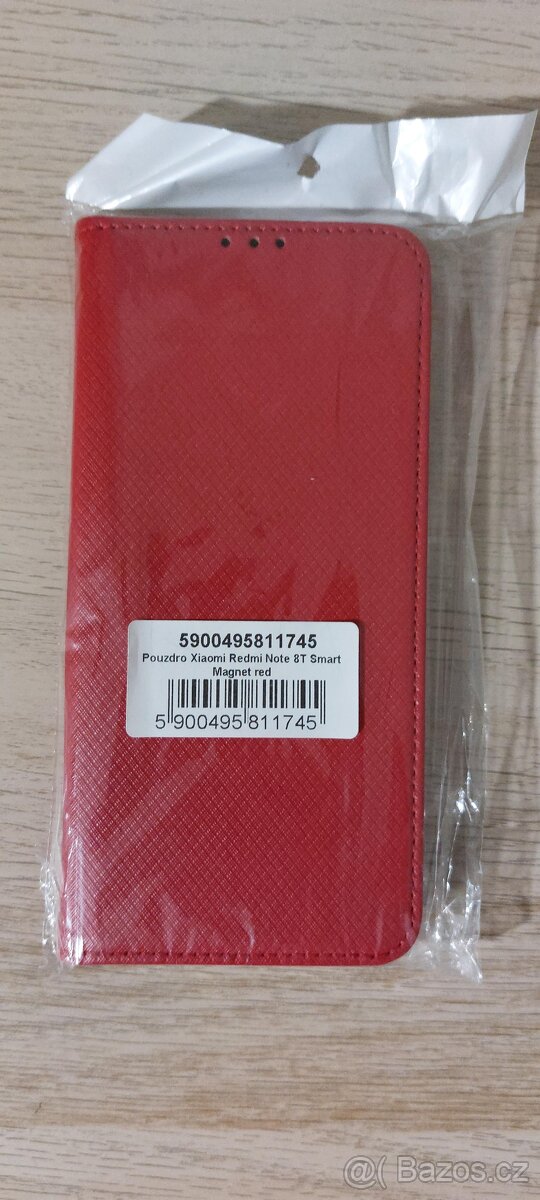 5900495811745
Pouzdro Xiaomi Redmi Note 8T Smart
Magnet red
5 900495 811745
@( Bazos.cz